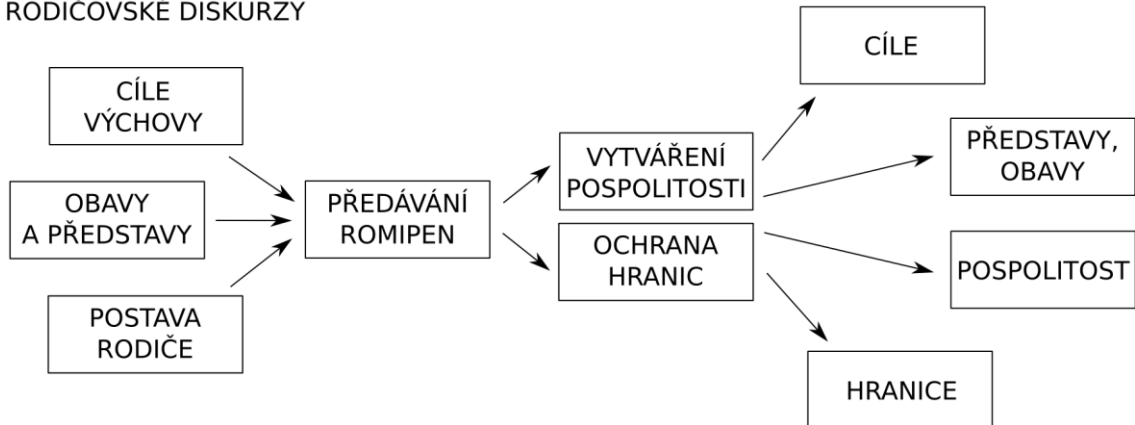 RODIČOVSKÉ DISKURZY
CÍLE
VÝCHOVY
OBAVY
A PŘEDSTAVY
POSTAVA
RODIČE
PŘEDÁVÁNÍ
ROMIPEN
VYTVÁŘENÍ
POSPOLITOSTI
OCHRANA
HRANIC
CÍLE
PŘEDSTAVY,
OBAVY
POSPOLITOST
HRANICE